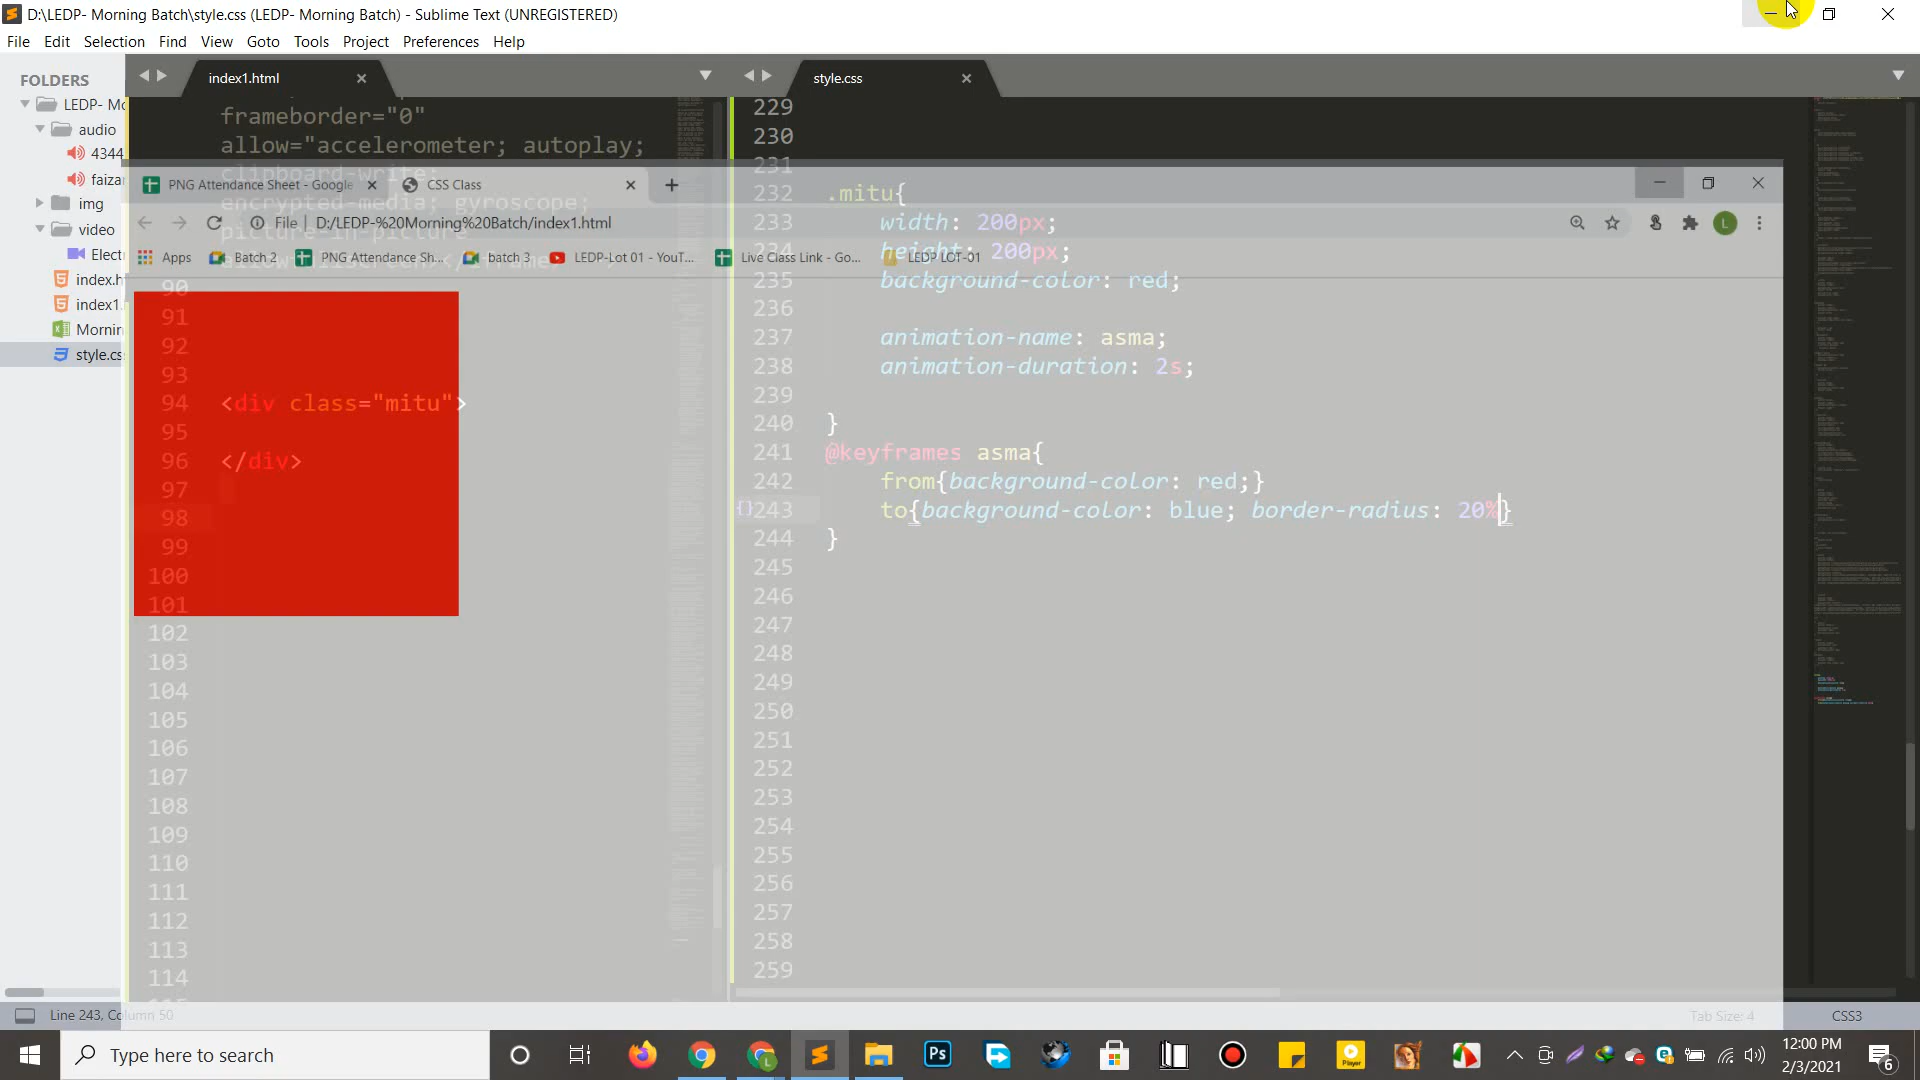 D:\LEDP- Morning Batch\style.css (LEDP- Morning Batch) - Sublime Text (UNREGISTERED)
File Edit Selection Find View Goto Tools Project Preferences Help
FOLDERS
LEDP- Mo
audio
4344
faizan
img
video
Electr
index.h
index1.
Mornin
style.cs
index1.html
frameborder="0"
allow="accelerometer; autoplay;
clipboard-write;
encrypted-media; gyroscope;
picture-in-picture"
90
91
92
93
94 <div class="mitu">
95
96 </div>
97
98
99
100
101
102
103
104
105
106
107
108
109
110
111
112
113
114
style.css
229
230
231
232 .mitu{
233 width: 200px;
234 height: 200px;
235 background-color: red;
236
237 animation-name: asma;
238 animation-duration: 2s;
239
240 }
241 @keyframes asma{
242 from{background-color: red;}
243 to{background-color: blue; border-radius: 20%}
244 }
245
246
247
248
249
250
251
252
253
254
255
256
257
258
259
PNG Attendance Sheet - Google
CSS Class
File D:/LEDP-%20Morning%20Batch/index1.html
L
Apps Batch 2 PNG Attendance Sh... batch 3 LEDP-Lot 01 - YouT... Live Class Link - Go... LEDP LOT-01
Line 243, Column 50
Tab Size: 4
CSS3
Type here to search
L
Ps
Player
12:00 PM
2/3/2021
6